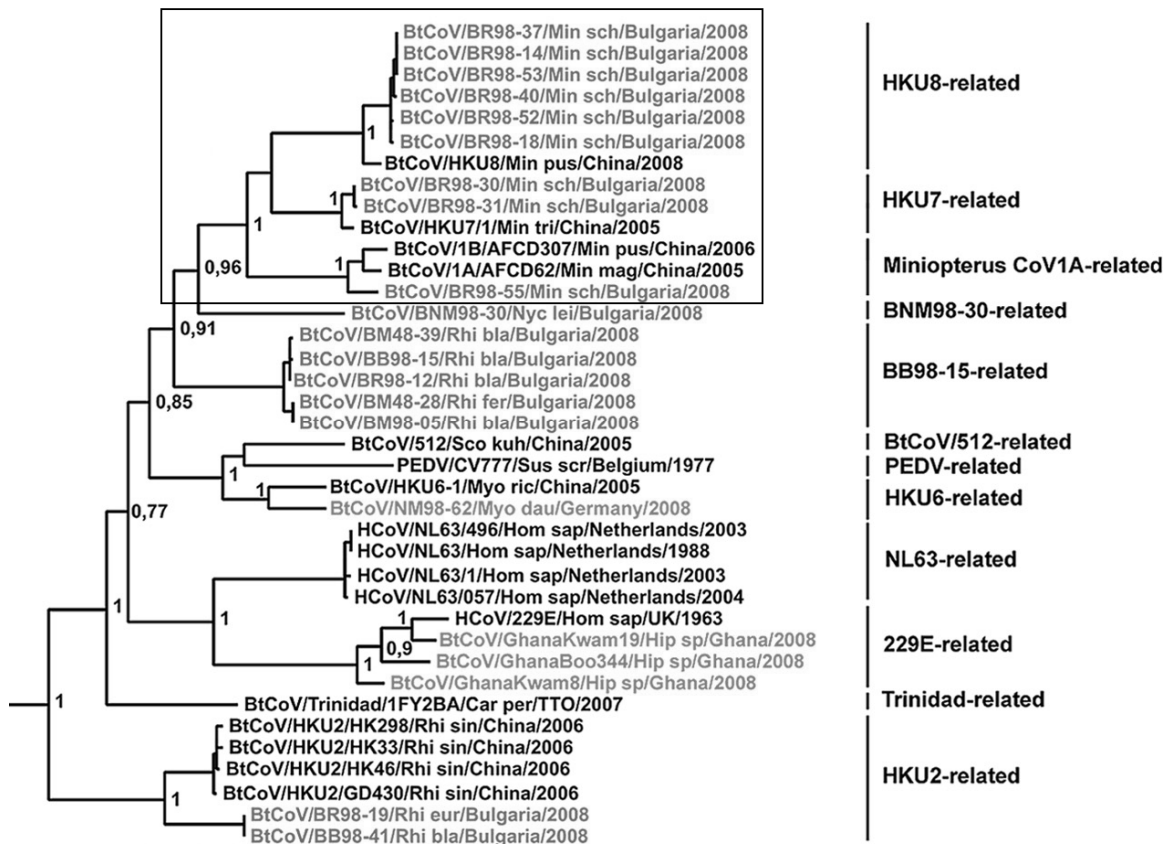 BtCoV/BR98-37/Min sch/Bulgaria/2008
BtCoV/BR98-14/Min sch/Bulgaria/2008
BtCoV/BR98-53/Min sch/Bulgaria/2008
BtCoV/BR98-40/Min sch/Bulgaria/2008
BtCoV/BR98-52/Min sch/Bulgaria/2008
BtCoV/BR98-18/Min sch/Bulgaria/2008
BtCoV/HKU8/Min pus/China/2008
HKU8-related
1
BtCoV/BR98-30/Min sch/Bulgaria/2008
BtCoV/BR98-31/Min sch/Bulgaria/2008
BtCoV/HKU7/1/Min tri/China/2005
HKU7-related
1
1
BtCoV/1B/AFCD307/Min pus/China/2006
BtCoV/1A/AFCD62/Min mag/China/2005
BtCoV/BR98-55/Min sch/Bulgaria/2008
Miniopterus CoV1A-related
1
0,96
BtCoV/BNM98-30/Nyc lei/Bulgaria/2008
BNM98-30-related
0,91
BtCoV/BM48-39/Rhi bla/Bulgaria/2008
BtCoV/BB98-15/Rhi bla/Bulgaria/2008
BtCoV/BR98-12/Rhi bla/Bulgaria/2008
BtCoV/BM48-28/Rhi fer/Bulgaria/2008
BtCoV/BM98-05/Rhi bla/Bulgaria/2008
BB98-15-related
0,85
BtCoV/512/Sco kuh/China/2005
BtCoV/512-related
PEDV/CV777/Sus scr/Belgium/1977
PEDV-related
1
BtCoV/HKU6-1/Myo ric/China/2005
BtCoV/NM98-62/Myo dau/Germany/2008
HKU6-related
1
0,77
HCoV/NL63/496/Hom sap/Netherlands/2003
HCoV/NL63/Hom sap/Netherlands/1988
HCoV/NL63/1/Hom sap/Netherlands/2003
HCoV/NL63/057/Hom sap/Netherlands/2004
NL63-related
1
1
HCoV/229E/Hom sap/UK/1963
BtCoV/GhanaKwam19/Hip sp/Ghana/2008
BtCoV/GhanaBoo344/Hip sp/Ghana/2008
BtCoV/GhanaKwam8/Hip sp/Ghana/2008
229E-related
1
0,9
1
BtCoV/Trinidad/1FY2BA/Car per/TTO/2007
Trinidad-related
1
BtCoV/HKU2/HK298/Rhi sin/China/2006
BtCoV/HKU2/HK33/Rhi sin/China/2006
BtCoV/HKU2/HK46/Rhi sin/China/2006
BtCoV/HKU2/GD430/Rhi sin/China/2006
BtCoV/BR98-19/Rhi eur/Bulgaria/2008
BtCoV/BB98-41/Rhi bla/Bulgaria/2008
HKU2-related
1